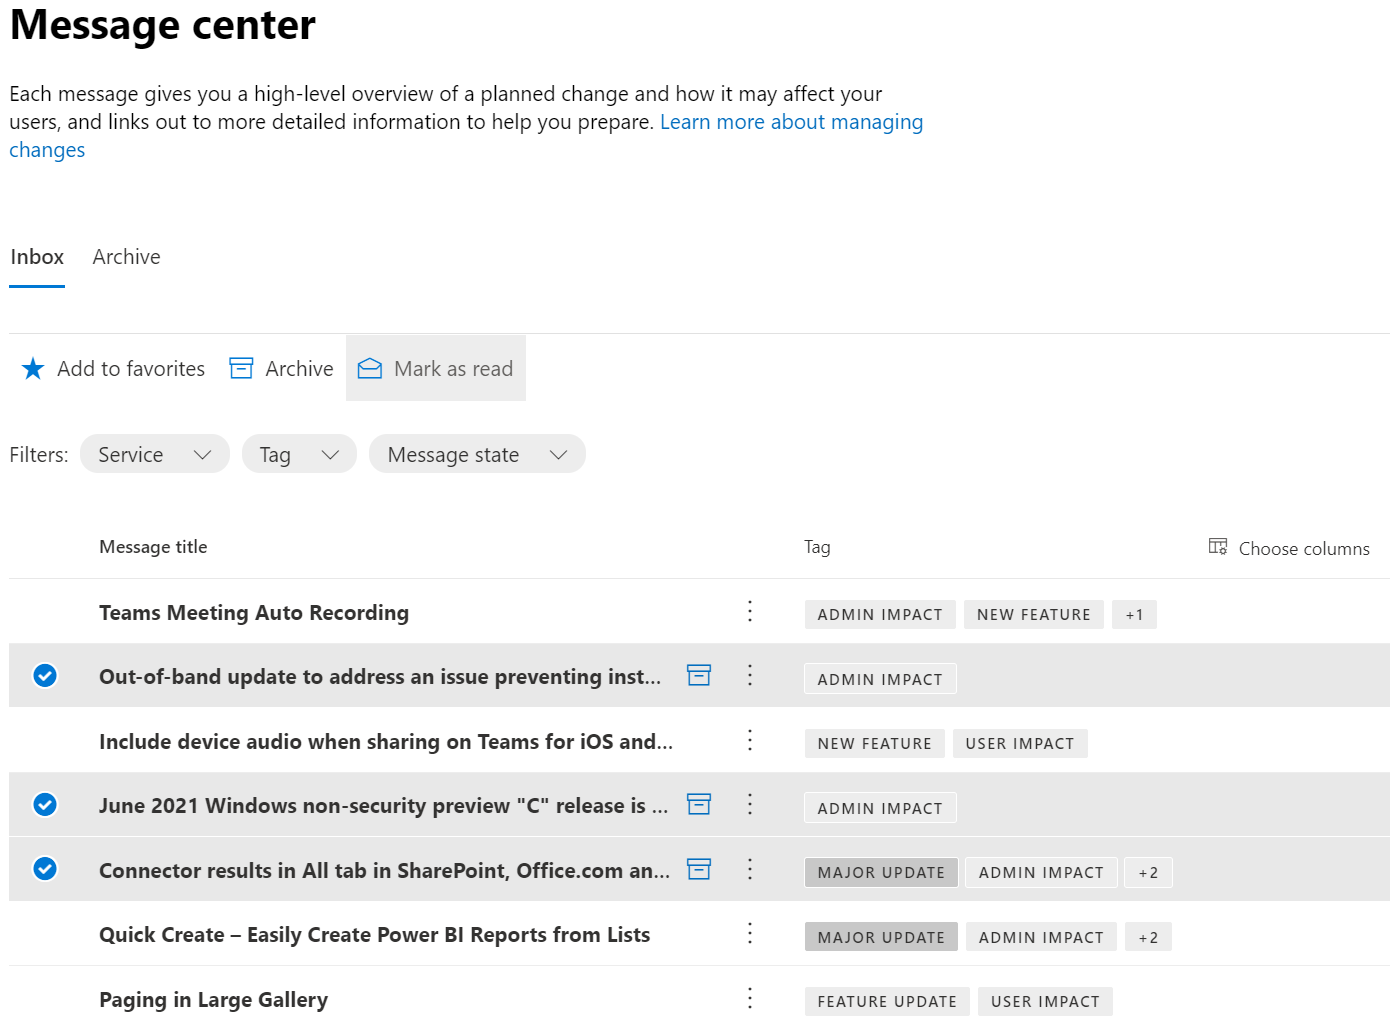 Message center
Each message gives you a high-level overview of a planned change and how it may affect your
users, and links out to more detailed information to help you prepare. Learn more about managing
changes
Inbox Archive
Add to favorites Archive Mark as read
Filters: Service Tag Message state
Message title Tag Choose columns
Teams Meeting Auto Recording ADMIN IMPACT NEW FEATURE +1
Out-of-band update to address an issue preventing inst... ADMIN IMPACT
Include device audio when sharing on Teams for iOS and... NEW FEATURE USER IMPACT
June 2021 Windows non-security preview "C" release is ... ADMIN IMPACT
Connector results in All tab in SharePoint, Office.com an... MAJOR UPDATE ADMIN IMPACT +2
Quick Create – Easily Create Power BI Reports from Lists MAJOR UPDATE ADMIN IMPACT +2
Paging in Large Gallery FEATURE UPDATE USER IMPACT